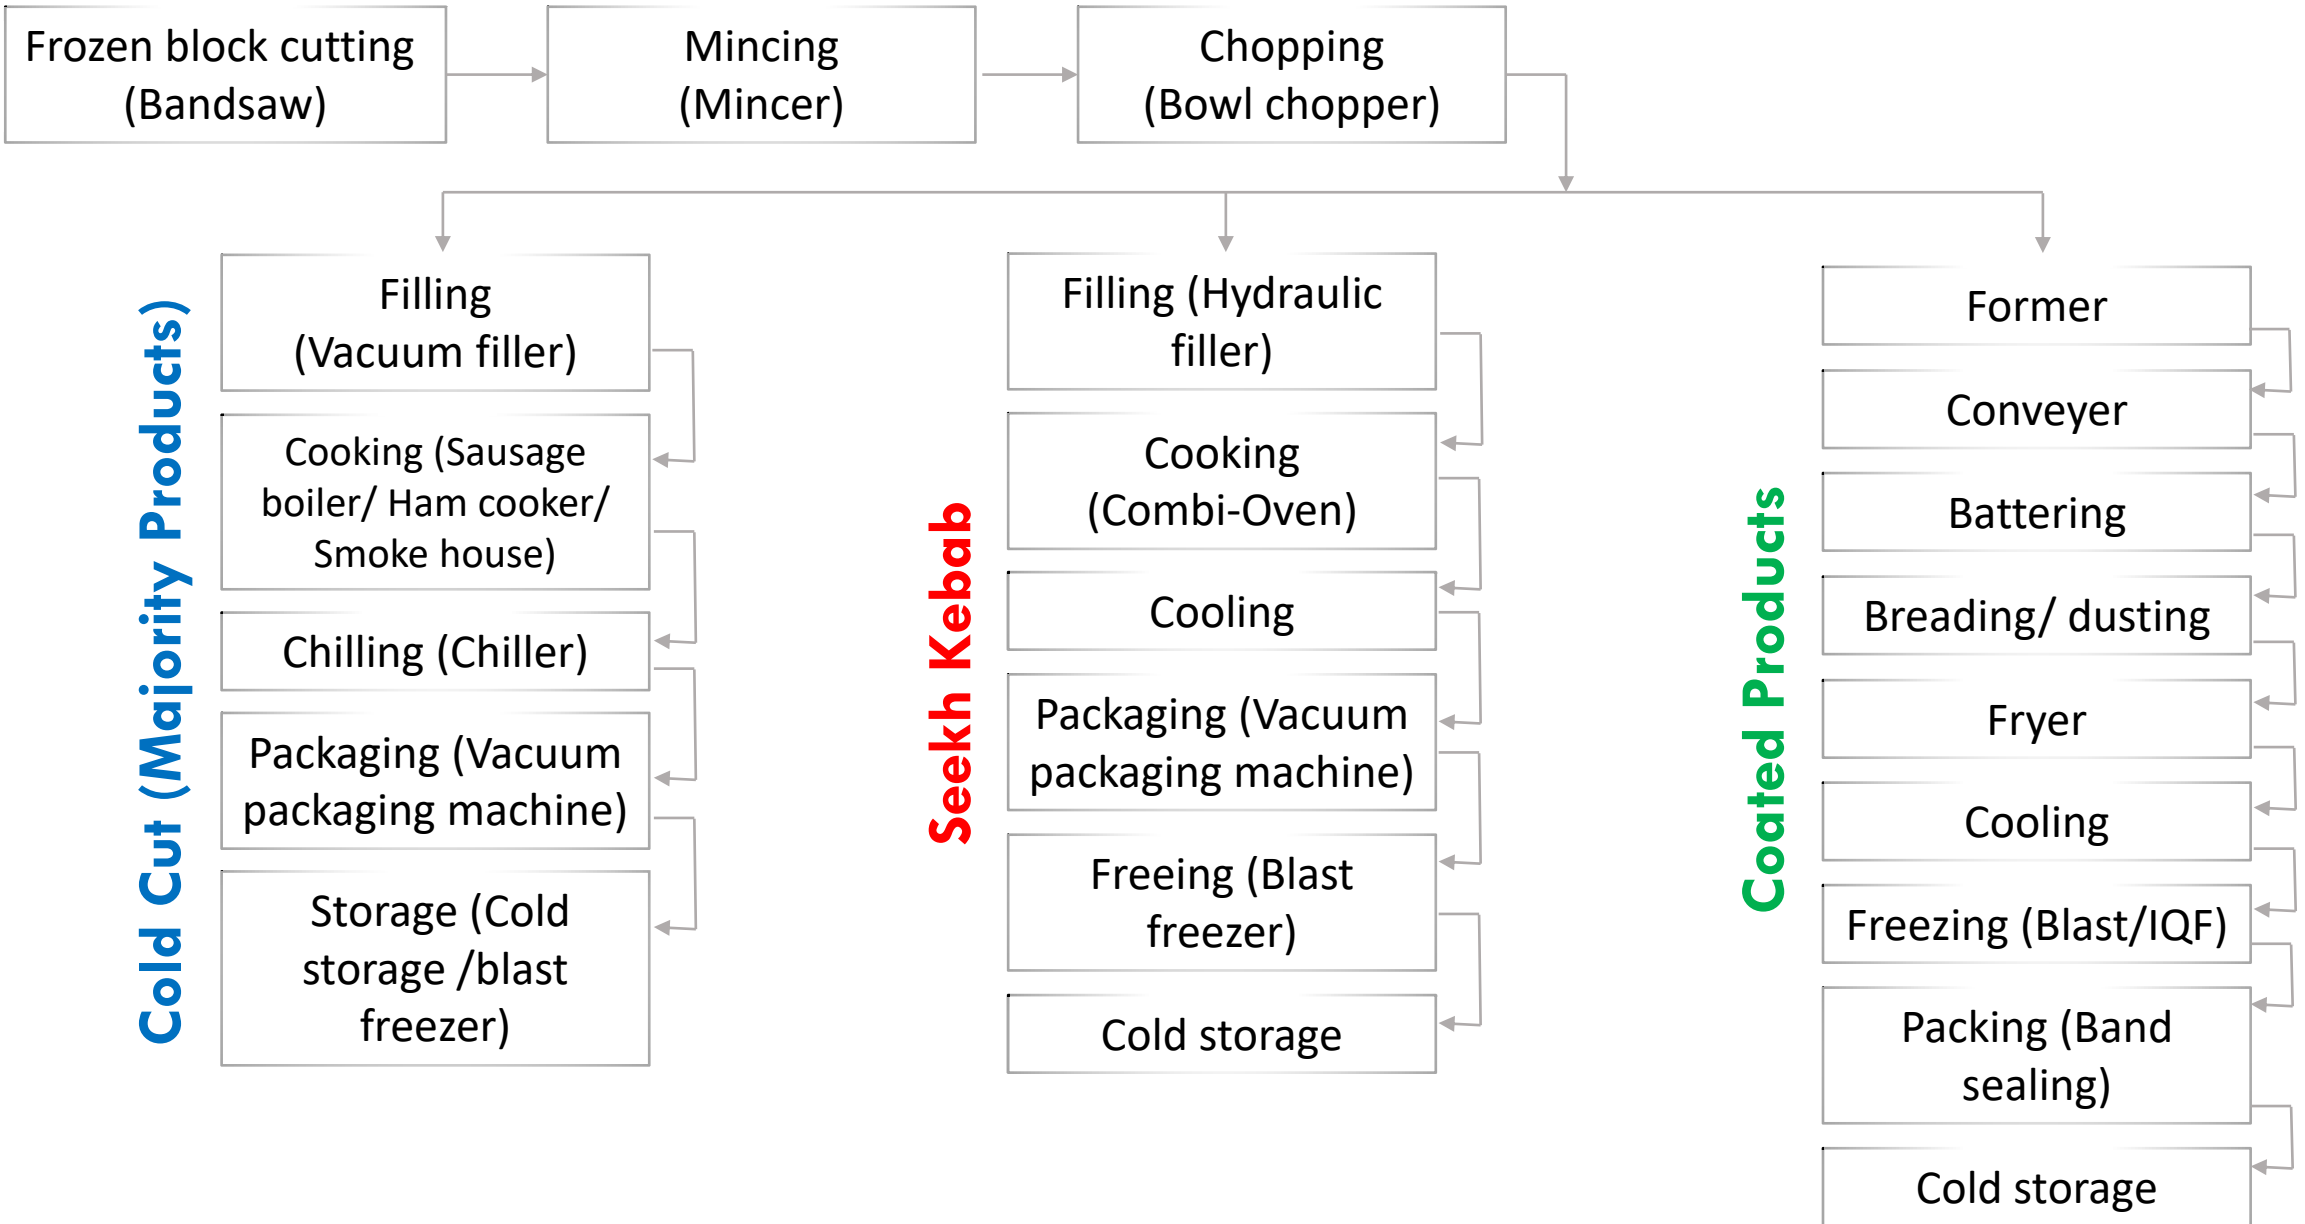 Frozen block cutting
(Bandsaw)
Mincing
(Mincer)
Chopping
(Bowl chopper)
Cold Cut (Majority Products)
Filling
(Vacuum filler)
Cooking (Sausage
boiler/ Ham cooker/
Smoke house)
Chilling (Chiller)
Packaging (Vacuum
packaging machine)
Storage (Cold
storage /blast
freezer)
Seekh Kebab
Filling (Hydraulic
filler)
Cooking
(Combi-Oven)
Cooling
Packaging (Vacuum
packaging machine)
Freeing (Blast
freezer)
Cold storage
Coated Products
Former
Conveyer
Battering
Breading/ dusting
Fryer
Cooling
Freezing (Blast/IQF)
Packing (Band
sealing)
Cold storage